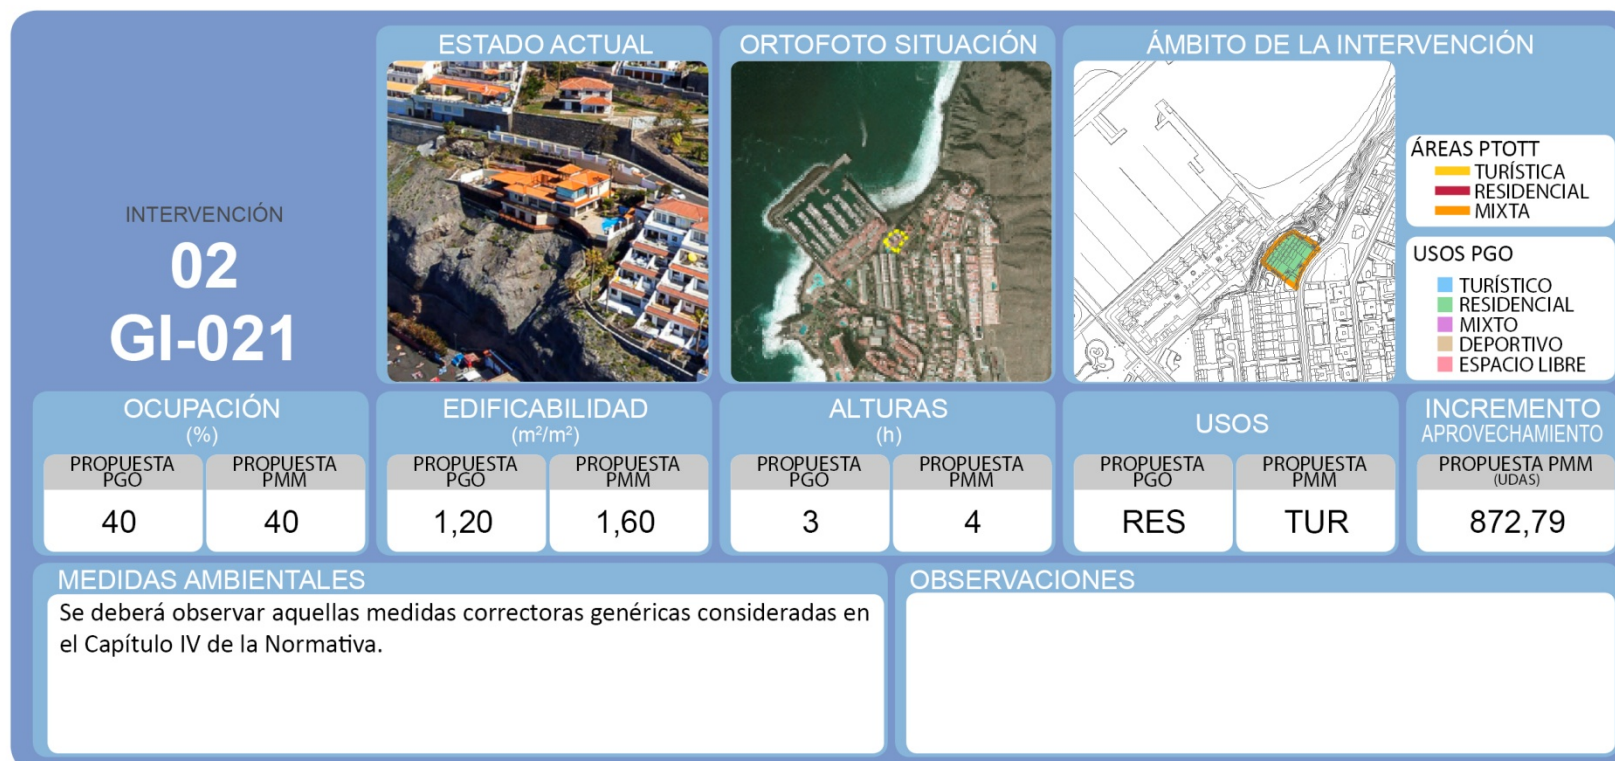 INTERVENCIÓN
02
GI-021
ESTADO ACTUAL
ORTOFOTO SITUACIÓN
ÁMBITO DE LA INTERVENCIÓN
ÁREAS PTOTT
TURÍSTICA
RESIDENCIAL
MIXTA
USOS PGO
TURÍSTICO
RESIDENCIAL
MIXTO
DEPORTIVO
ESPACIO LIBRE
OCUPACIÓN
(%)
PROPUESTA
PGO
40
PROPUESTA
PMM
40
EDIFICABILIDAD
(m²/m²)
PROPUESTA
PGO
1,20
PROPUESTA
PMM
1,60
ALTURAS
(h)
PROPUESTA
PGO
3
PROPUESTA
PMM
4
USOS
PROPUESTA
PGO
RES
PROPUESTA
PMM
TUR
INCREMENTO
APROVECHAMIENTO
PROPUESTA PMM
(UDAS)
872,79
MEDIDAS AMBIENTALES
Se deberá observar aquellas medidas correctoras genéricas consideradas en
el Capítulo IV de la Normativa.
OBSERVACIONES